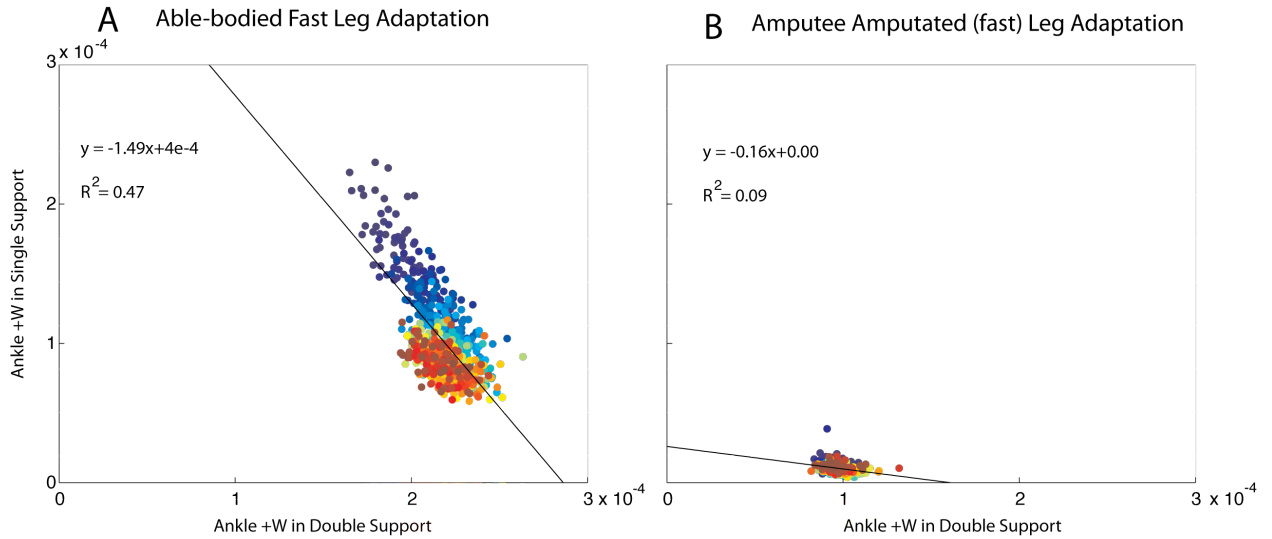 A Able-bodied Fast Leg Adaptation
3 x 10⁻⁴
y = -1.49x+4e-4
R²= 0.47
2
1
0
0 1 2 3 x 10⁻⁴
Ankle +W in Single Support
Ankle +W in Double Support
B Amputee Amputated (fast) Leg Adaptation
y = -0.16x+0.00
R²= 0.09
0 1 2 3 x 10⁻⁴
Ankle +W in Double Support